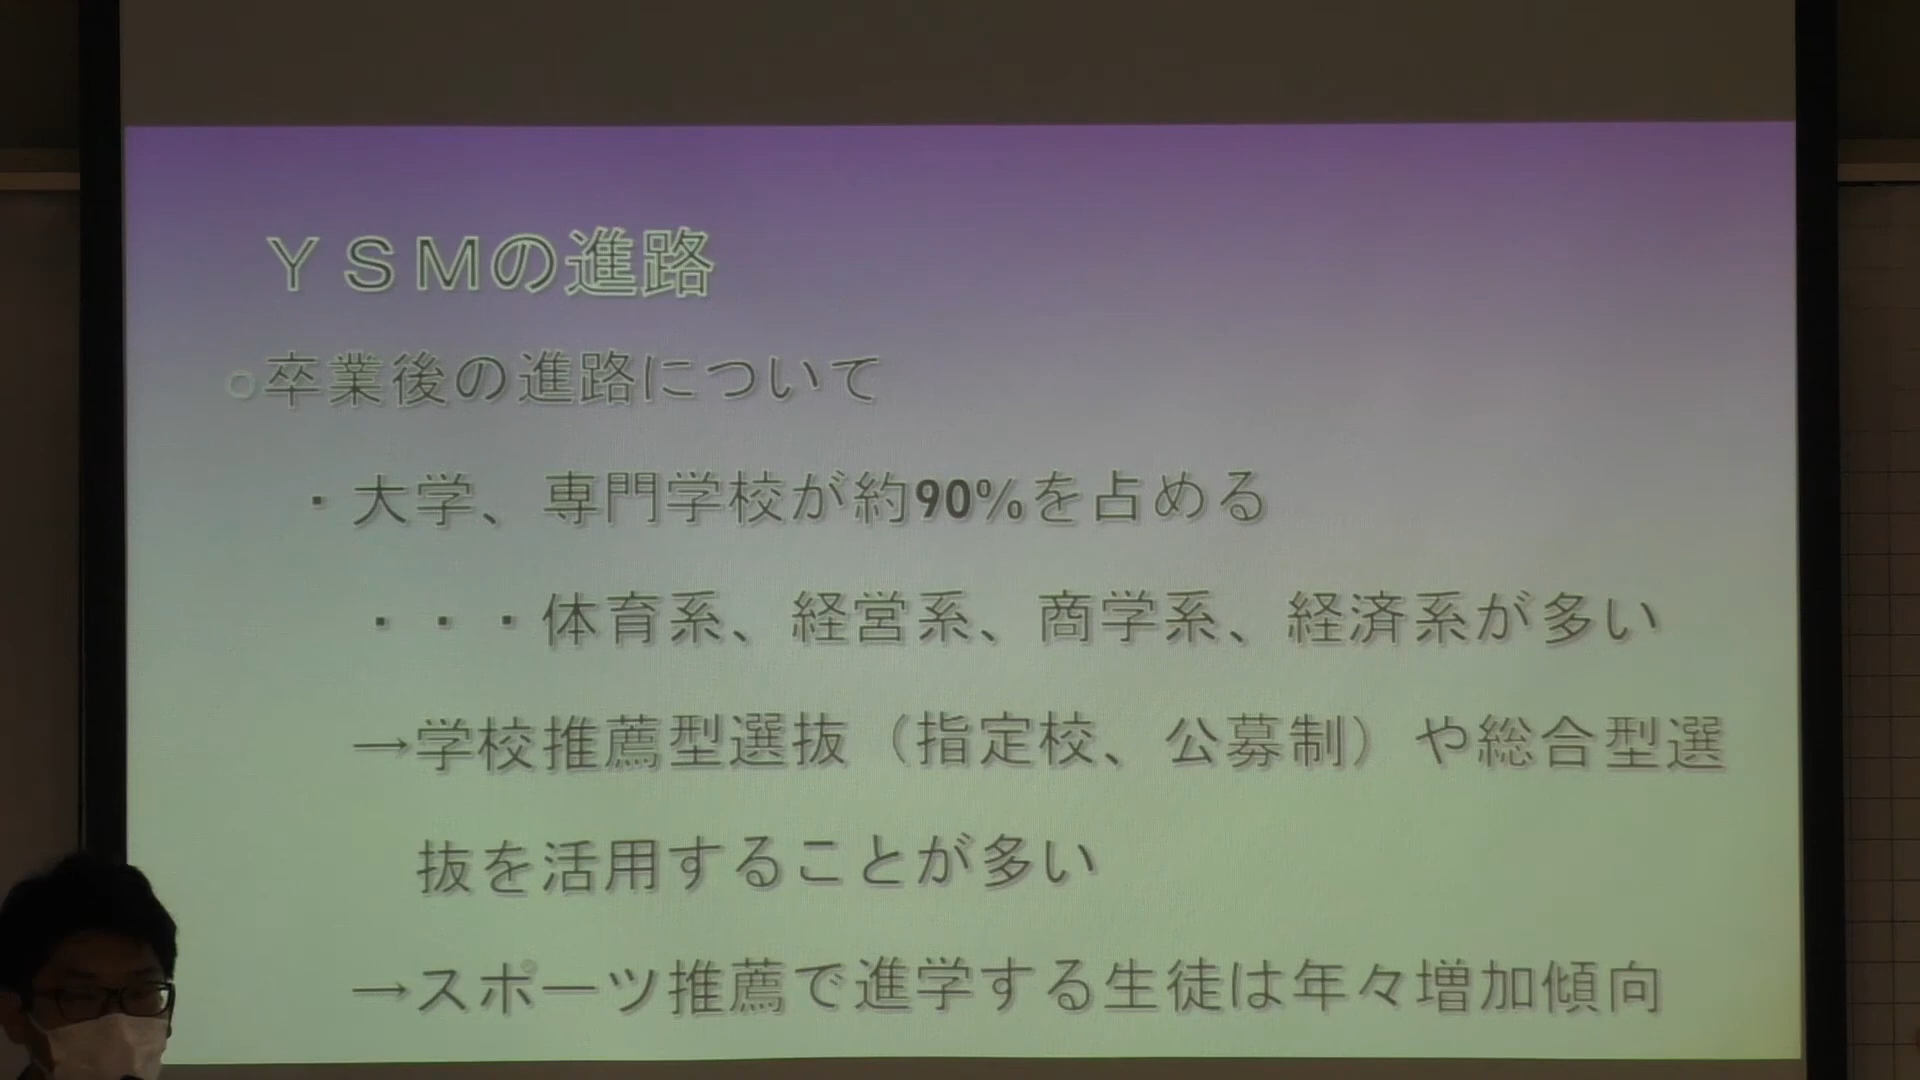 ＹＳＭの進路
○卒業後の進路について
・大学、専門学校が約90%を占める
・・・体育系、経営系、商学系、経済系が多い
→学校推薦型選抜（指定校、公募制）や総合型選
抜を活用することが多い
→スポーツ推薦で進学する生徒は年々増加傾向